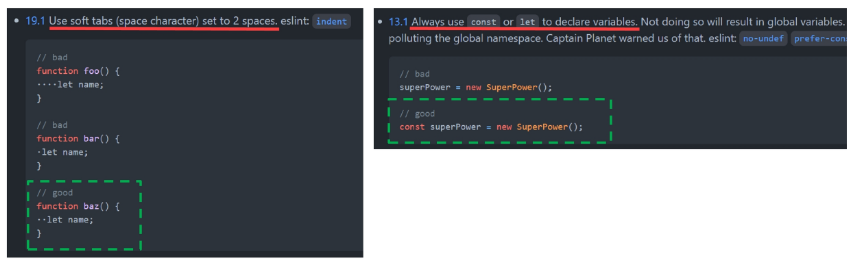 19.1 Use soft tabs (space character) set to 2 spaces. eslint: indent
// bad
function foo() {
····let name;
}
// bad
function bar() {
·let name;
}
// good
function baz() {
··let name;
}
13.1 Always use const or let to declare variables. Not doing so will result in global variables.
polluting the global namespace. Captain Planet warned us of that. eslint: no-undef
// bad
superPower = new SuperPower();
// good
const superPower = new SuperPower();